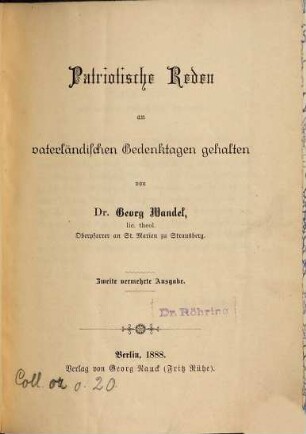 Patriotische Reden
an
vaterländischen Gedenktagen gehalten
von
Dr. Georg Wandel,
lic. theol.
Oberpfarrer an St. Marien zu Strausberg.
Zweite vermehrte Ausgabe.
Dr. Röhring
Berlin, 1888.
Verlag von Georg Nauck (Fritz Rühe).
Coll. oz o. 20.